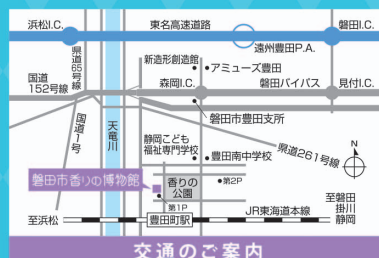 浜松I.C.
東名高速道路
磐田I.C.
県道65号線
遠州豊田P.A.
新造形創造館
アミューズ豊田
国道
152号線
森岡I.C.
磐田バイパス
見付I.C.
磐田市豊田支所
国道1号
天竜川
静岡こども
福祉専門学校
豊田南中学校
県道261号線
N
磐田市香りの博物館
香りの
公園
第2P
第1P
至浜松
豊田町駅
JR東海道本線
至磐田
掛川
静岡
交通のご案内